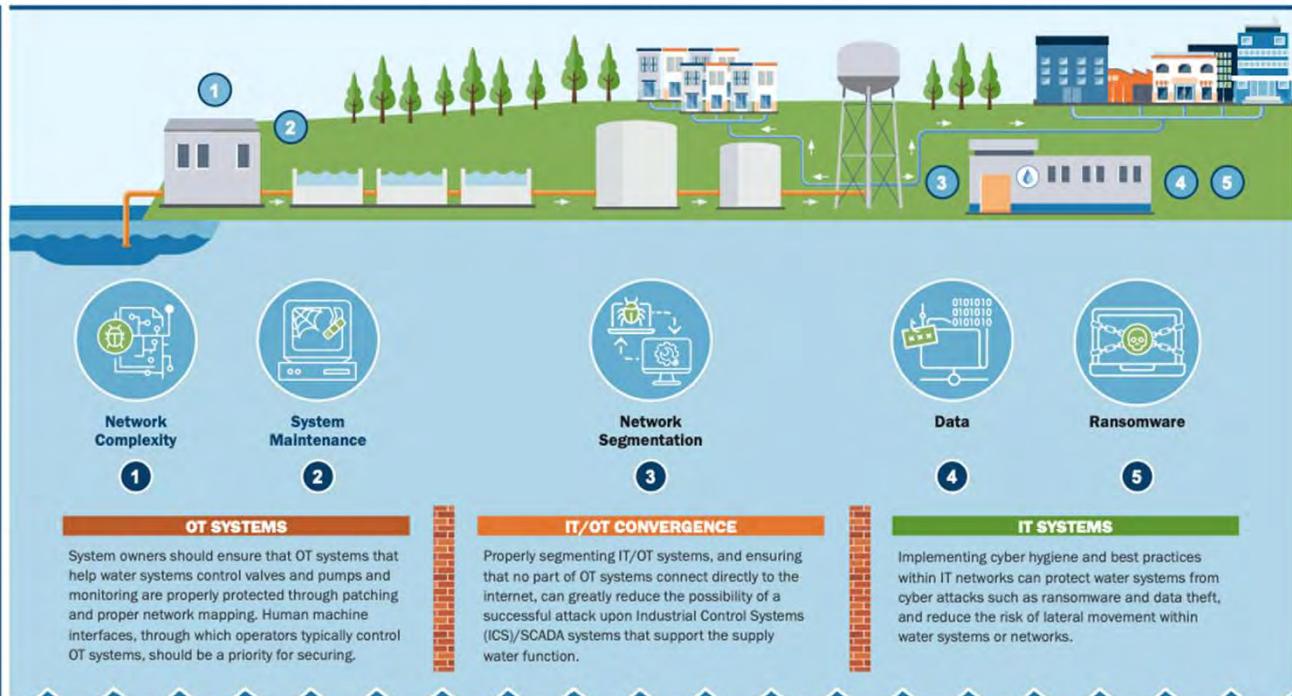 1
2
3
4
5
0101010
0101010
0101010
xxx
Network
Complexity
1
System
Maintenance
2
Network
Segmentation
3
Data
4
Ransomware
5
OT SYSTEMS
System owners should ensure that OT systems that
help water systems control valves and pumps and
monitoring are properly protected through patching
and proper network mapping. Human machine
interfaces, through which operators typically control
OT systems, should be a priority for securing.
IT/OT CONVERGENCE
Properly segmenting IT/OT systems, and ensuring
that no part of OT systems connect directly to the
internet, can greatly reduce the possibility of a
successful attack upon Industrial Control Systems
(ICS)/SCADA systems that support the supply
water function.
IT SYSTEMS
Implementing cyber hygiene and best practices
within IT networks can protect water systems from
cyber attacks such as ransomware and data theft,
and reduce the risk of lateral movement within
water systems or networks.